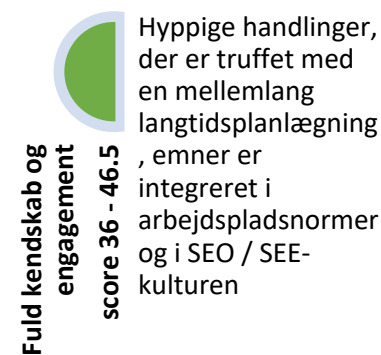 Fuld kendskab og
engagement
score 36 - 46.5
Hyppige handlinger,
der er truffet med
en mellemlang
langtidsplanlægning
, emner er
integreret i
arbejdspladsnormer
og i SEO / SEE-
kulturen